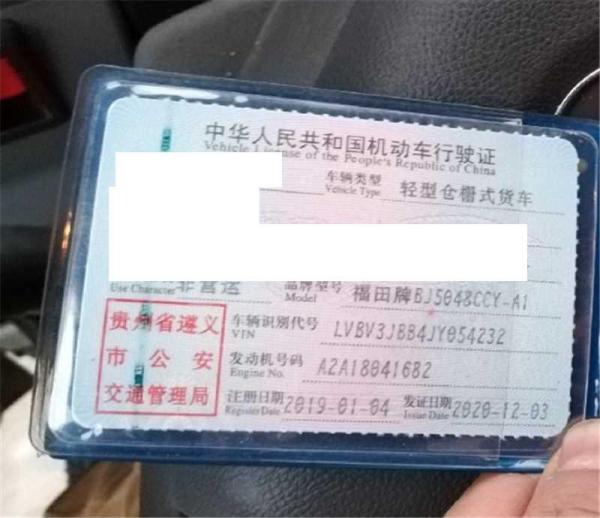 中华人民共和国机动车行驶证
Vehicle License of the People's Republic of China
车辆类型 轻型仓栅式货车
Vehicle Type
非营运
Use Character
品牌型号 福田牌BJ5048CCY-A1
Model
贵州省遵义
市公安
交通管理局
车辆识别代号 LVBV3JBB4JY054232
VIN
发动机号码 A2A18041682
Engine No.
注册日期 2019-01-04
Register Date
发证日期 2020-12-03
Issue Date